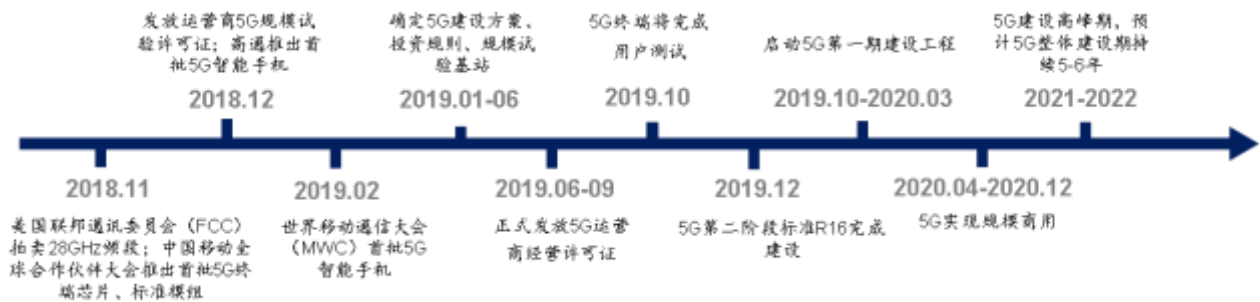 发放运营商5G规模试
验许可证；高通推出首
批5G智能手机
2018.12
确定5G建设方案、
投资规则、规模试
验基站
2019.01-06
5G终端将完成
用户测试
2019.10
启动5G第一期建设工程
2019.10-2020.03
5G建设高峰期，预
计5G整体建设期持
续5-6年
2021-2022
2018.11
美国联邦通讯委员会（FCC）
拍卖28GHz频段；中国移动全
球合作伙伴大会推出首批5G终
端芯片、标准模组
2019.02
世界移动通信大会
（MWC）首批5G
智能手机
2019.06-09
正式发放5G运营
商经营许可证
2019.12
5G第二阶段标准R16完成
建设
2020.04-2020.12
5G实现规模商用